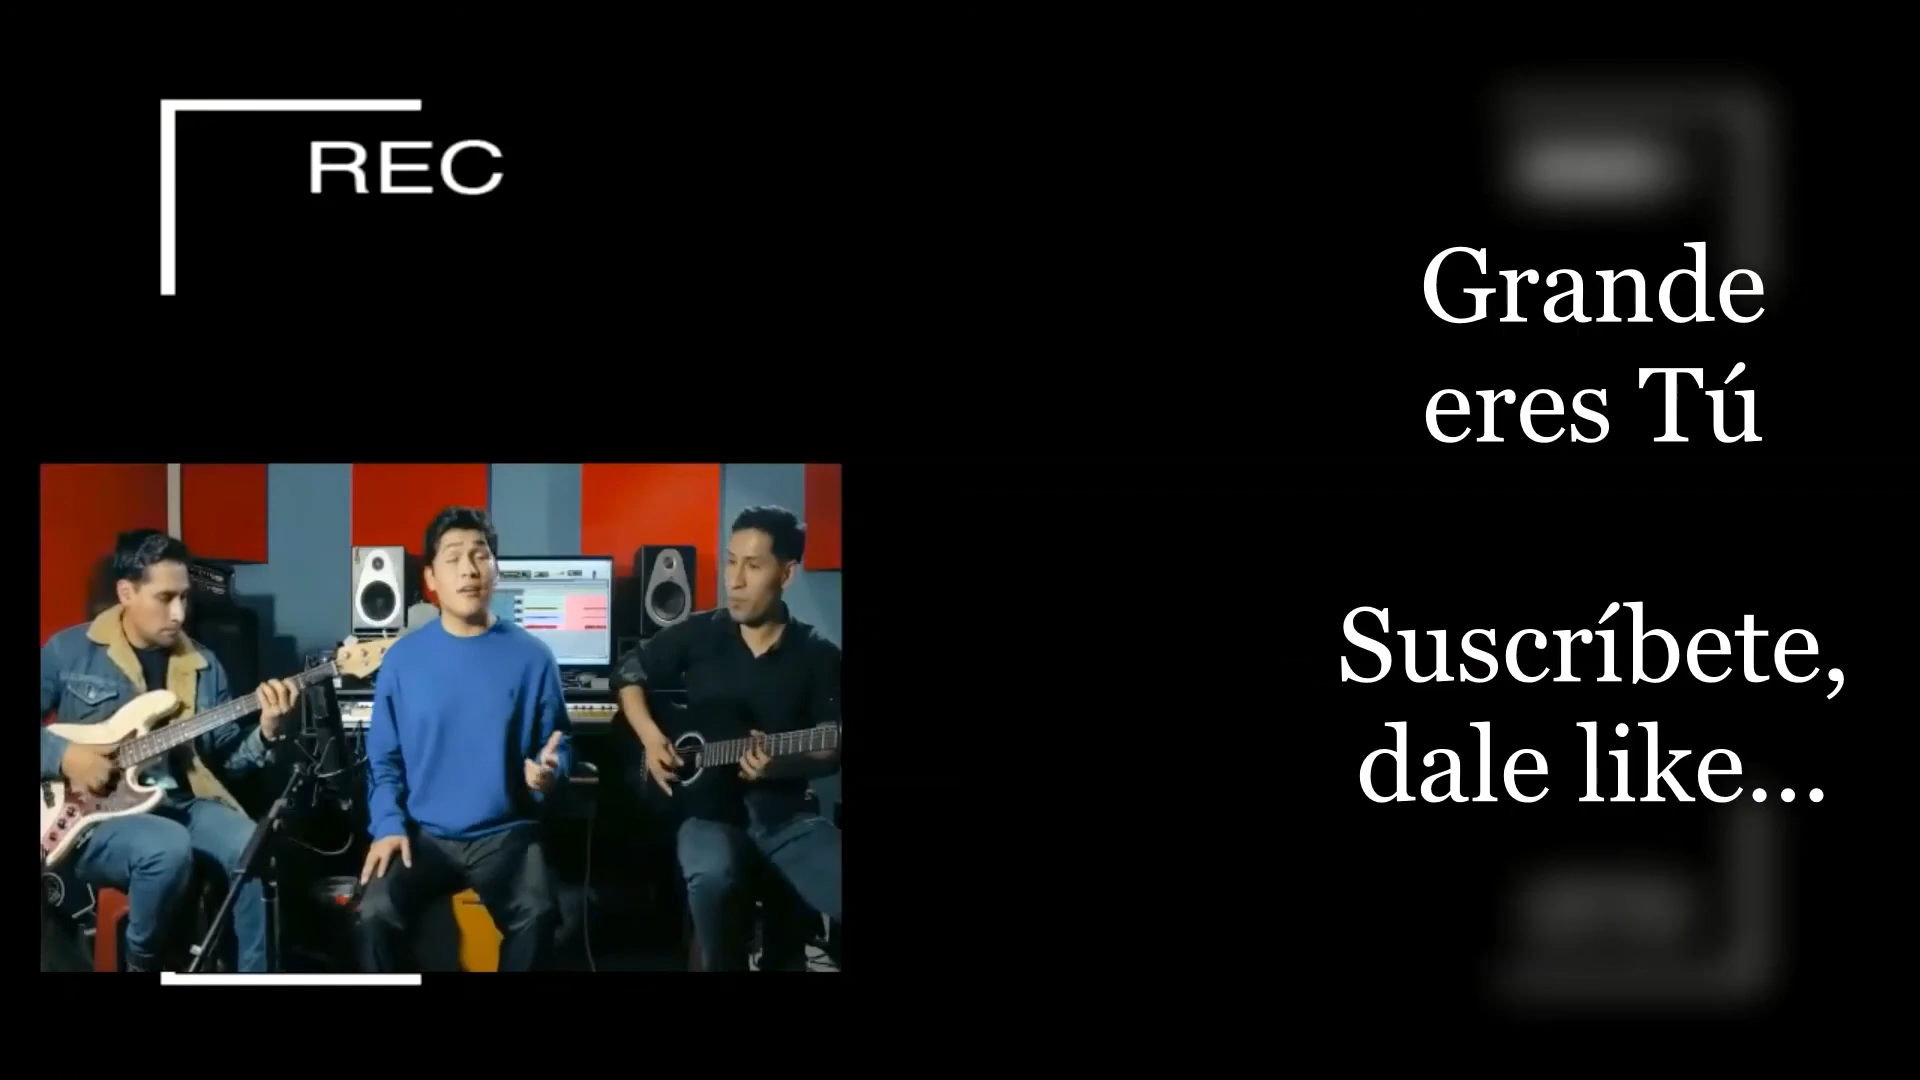 REC
Grande
eres Tú
Suscríbete,
dale like...